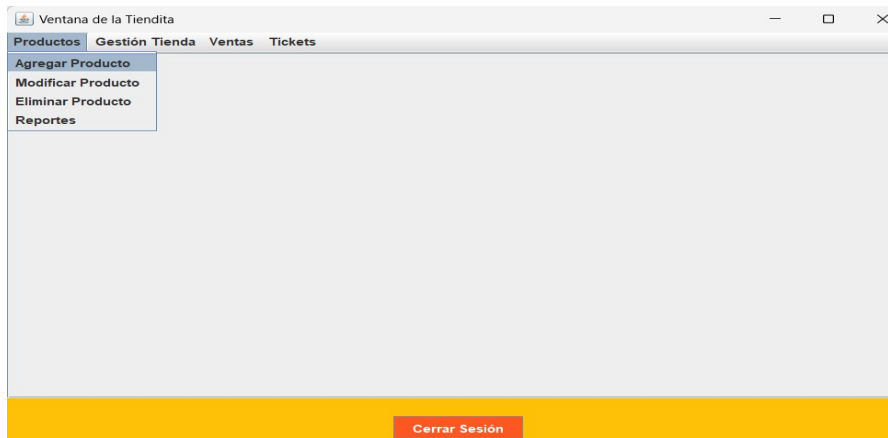 Ventana de la Tiendita
Productos Gestión Tienda Ventas Tickets
Agregar Producto
Modificar Producto
Eliminar Producto
Reportes
Cerrar Sesión